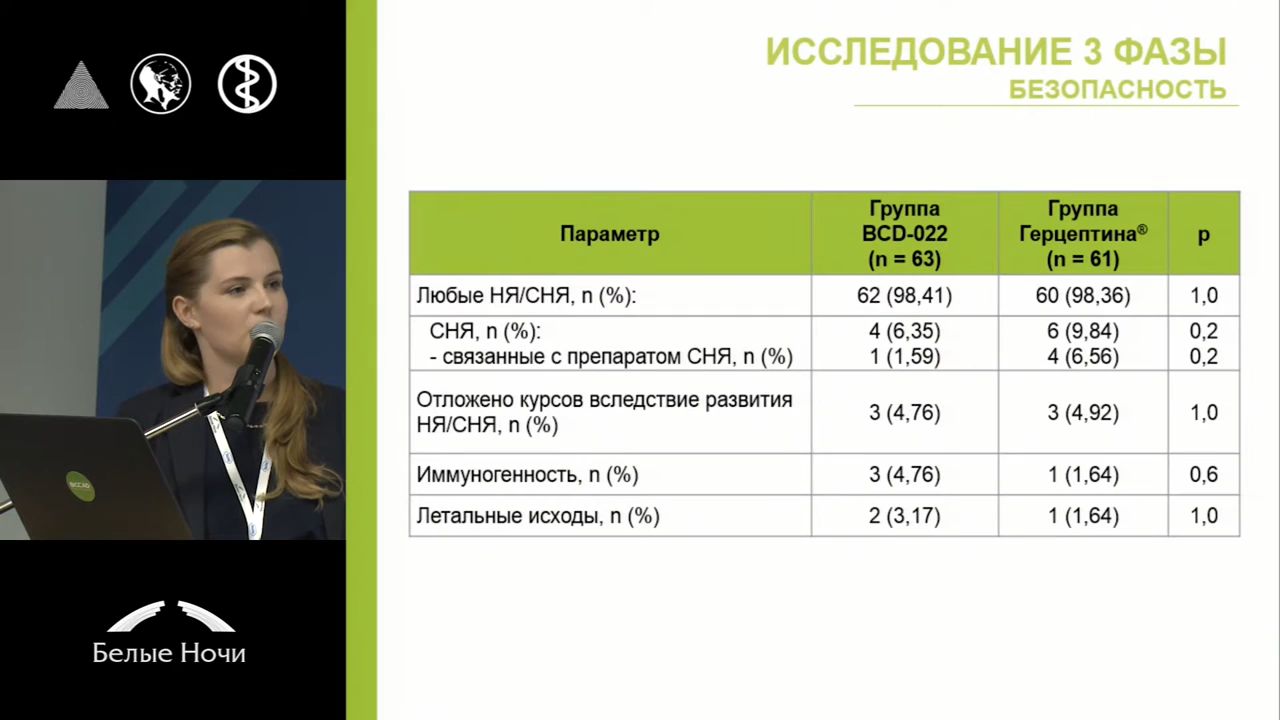 ИССЛЕДОВАНИЕ 3 ФАЗЫ
БЕЗОПАСНОСТЬ
Параметр
Группа
BCD-022
(n = 63)
Группа
Герцептина®
(n = 61)
p
Любые НЯ/СНЯ, n (%): 62 (98,41) 60 (98,36) 1,0
СНЯ, n (%): 4 (6,35) 6 (9,84) 0,2
- связанные с препаратом СНЯ, n (%) 1 (1,59) 4 (6,56) 0,2
Отложено курсов вследствие развития
НЯ/СНЯ, n (%)
3 (4,76) 3 (4,92) 1,0
Иммуногенность, n (%) 3 (4,76) 1 (1,64) 0,6
Летальные исходы, n (%) 2 (3,17) 1 (1,64) 1,0
Белые Ночи